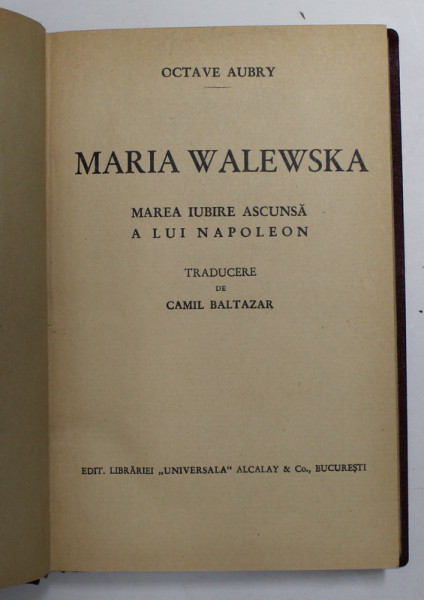 OCTAVE AUBRY
MARIA WALEWSKA
MAREA IUBIRE ASCUNSĂ
A LUI NAPOLEON
TRADUCERE
DE
CAMIL BALTAZAR
EDIT. LIBRĂRIEI „UNIVERSALA" ALCALAY & Co., BUCUREŞTI